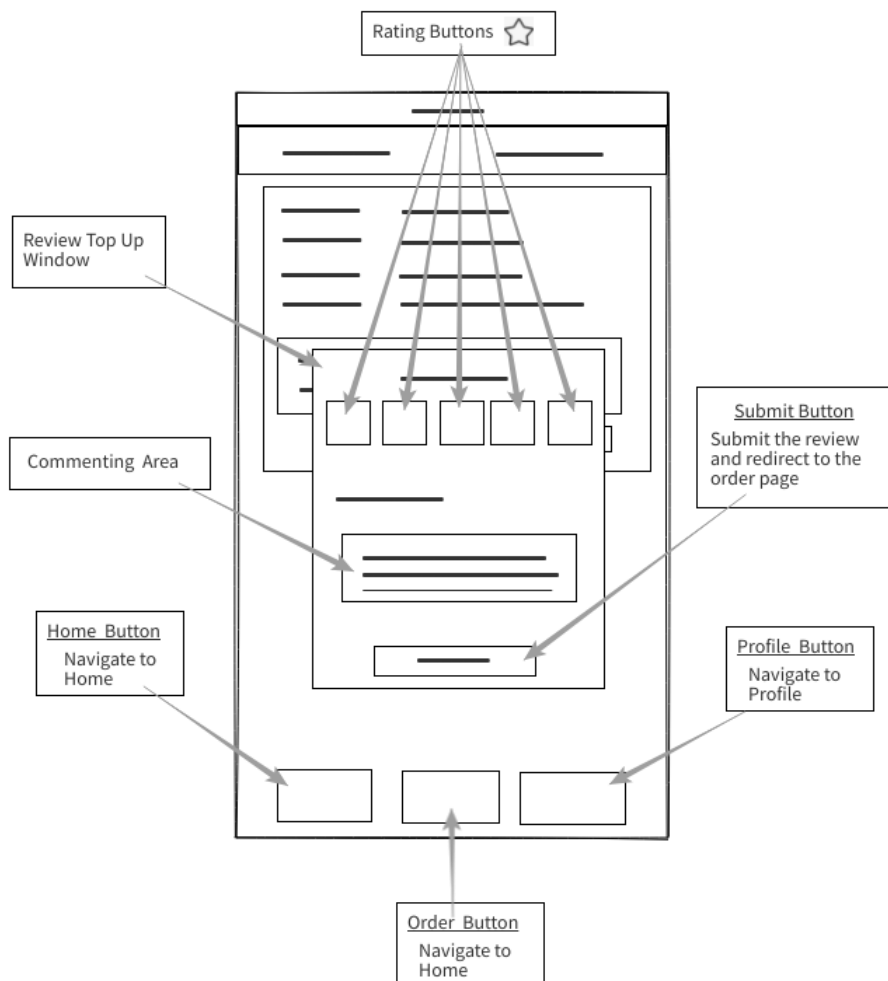 Rating Buttons
Review Top Up
Window
Submit Button
Submit the review
and redirect to the
order page
Commenting Area
Home Button
Navigate to
Home
Profile Button
Navigate to
Profile
Order Button
Navigate to
Home